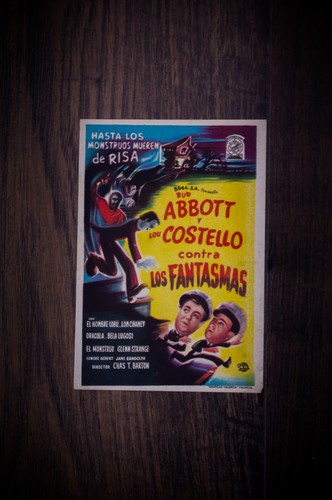 HASTA LOS
MONSTRUOS MUEREN
de RISA
BUD
ABBOTT
y
LOU COSTELLO
contra
LOS FANTASMAS
EL HOMBRE LOBO, LON CHANEY
DRACULA, BELA LUGOSI
EL MONSTRUO GLENN STRANGE
LENORE AUBERT JANE RANDOLPH
DIRECTOR CHAS T. BARTON